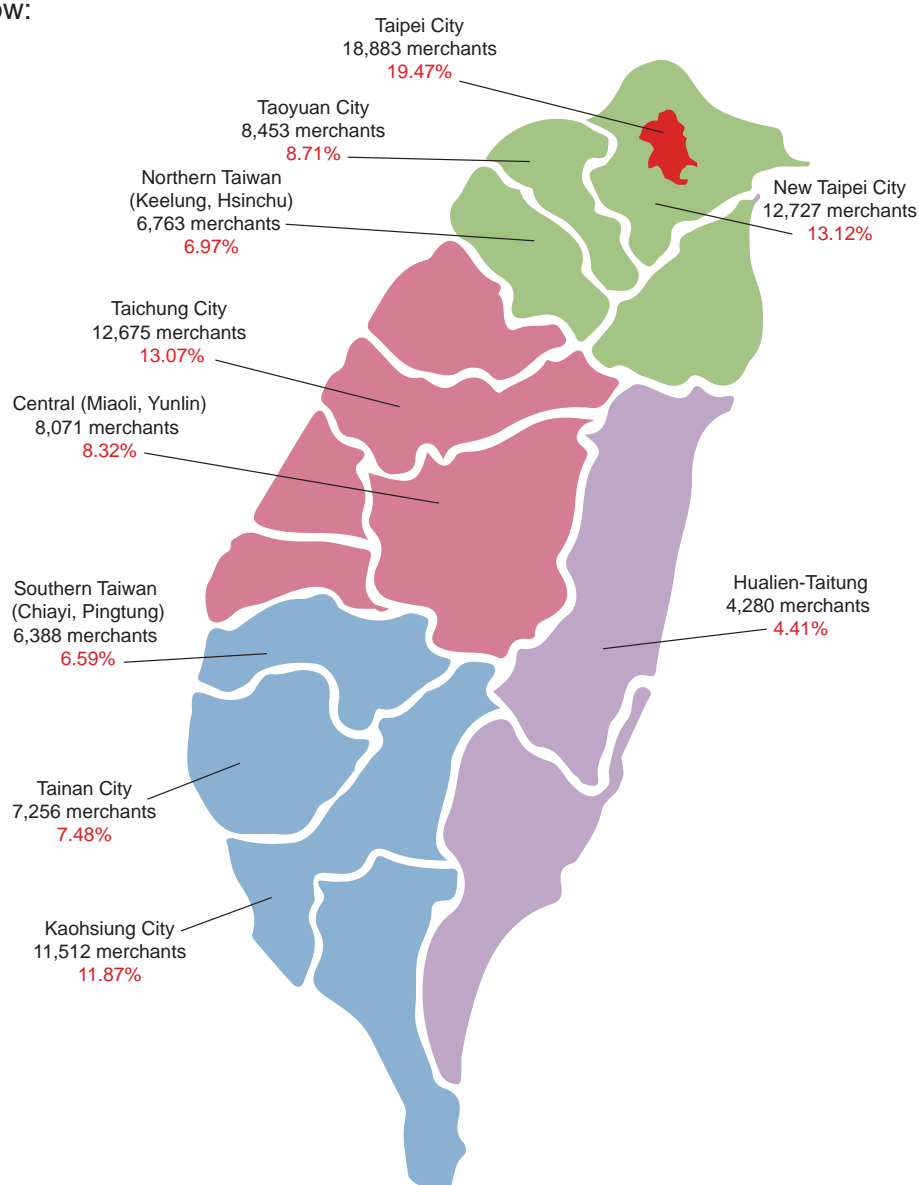 ow:
Taipei City
18,883 merchants
19.47%
Taoyuan City
8,453 merchants
8.71%
Northern Taiwan
(Keelung, Hsinchu)
6,763 merchants
6.97%
New Taipei City
12,727 merchants
13.12%
Taichung City
12,675 merchants
13.07%
Central (Miaoli, Yunlin)
8,071 merchants
8.32%
Southern Taiwan
(Chiayi, Pingtung)
6,388 merchants
6.59%
Hualien-Taitung
4,280 merchants
4.41%
Tainan City
7,256 merchants
7.48%
Kaohsiung City
11,512 merchants
11.87%